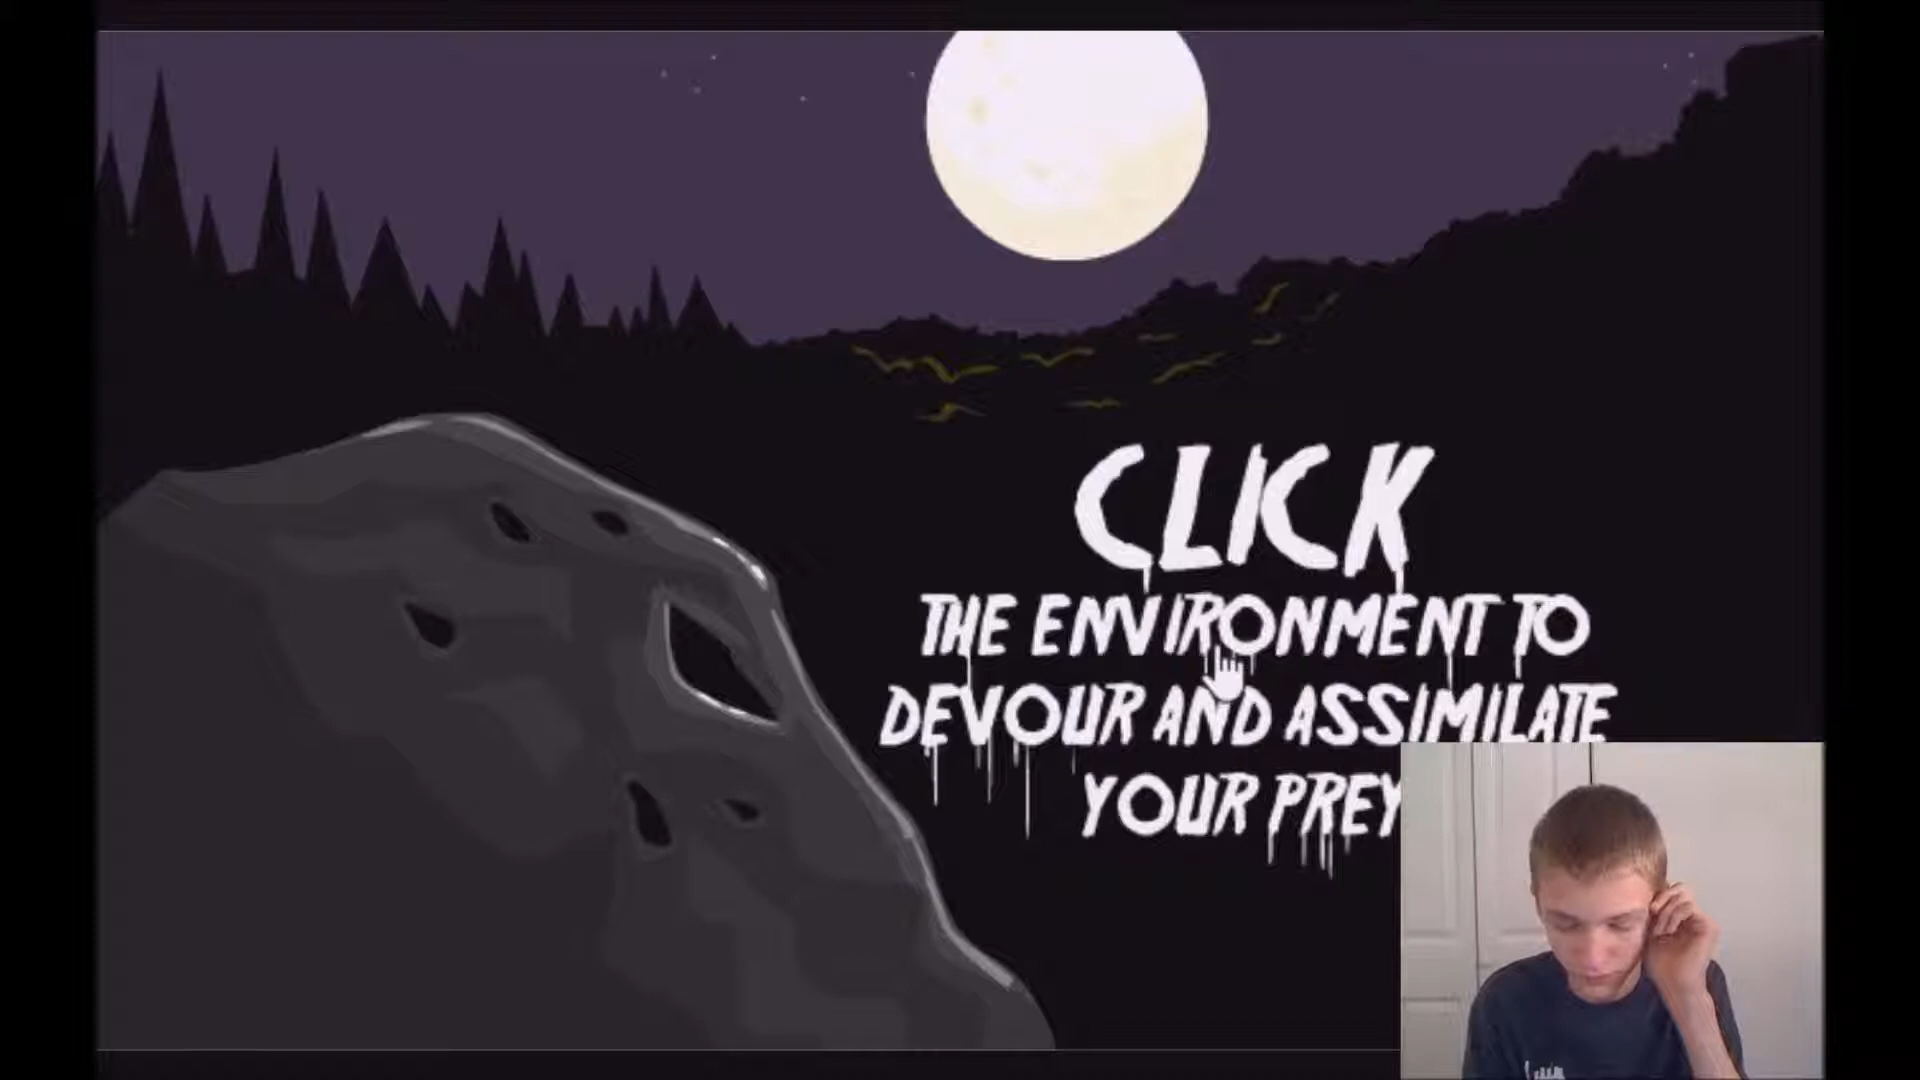 CLICK
THE ENVIRONMENT TO
DEVOUR AND ASSIMILATE
YOUR PREY